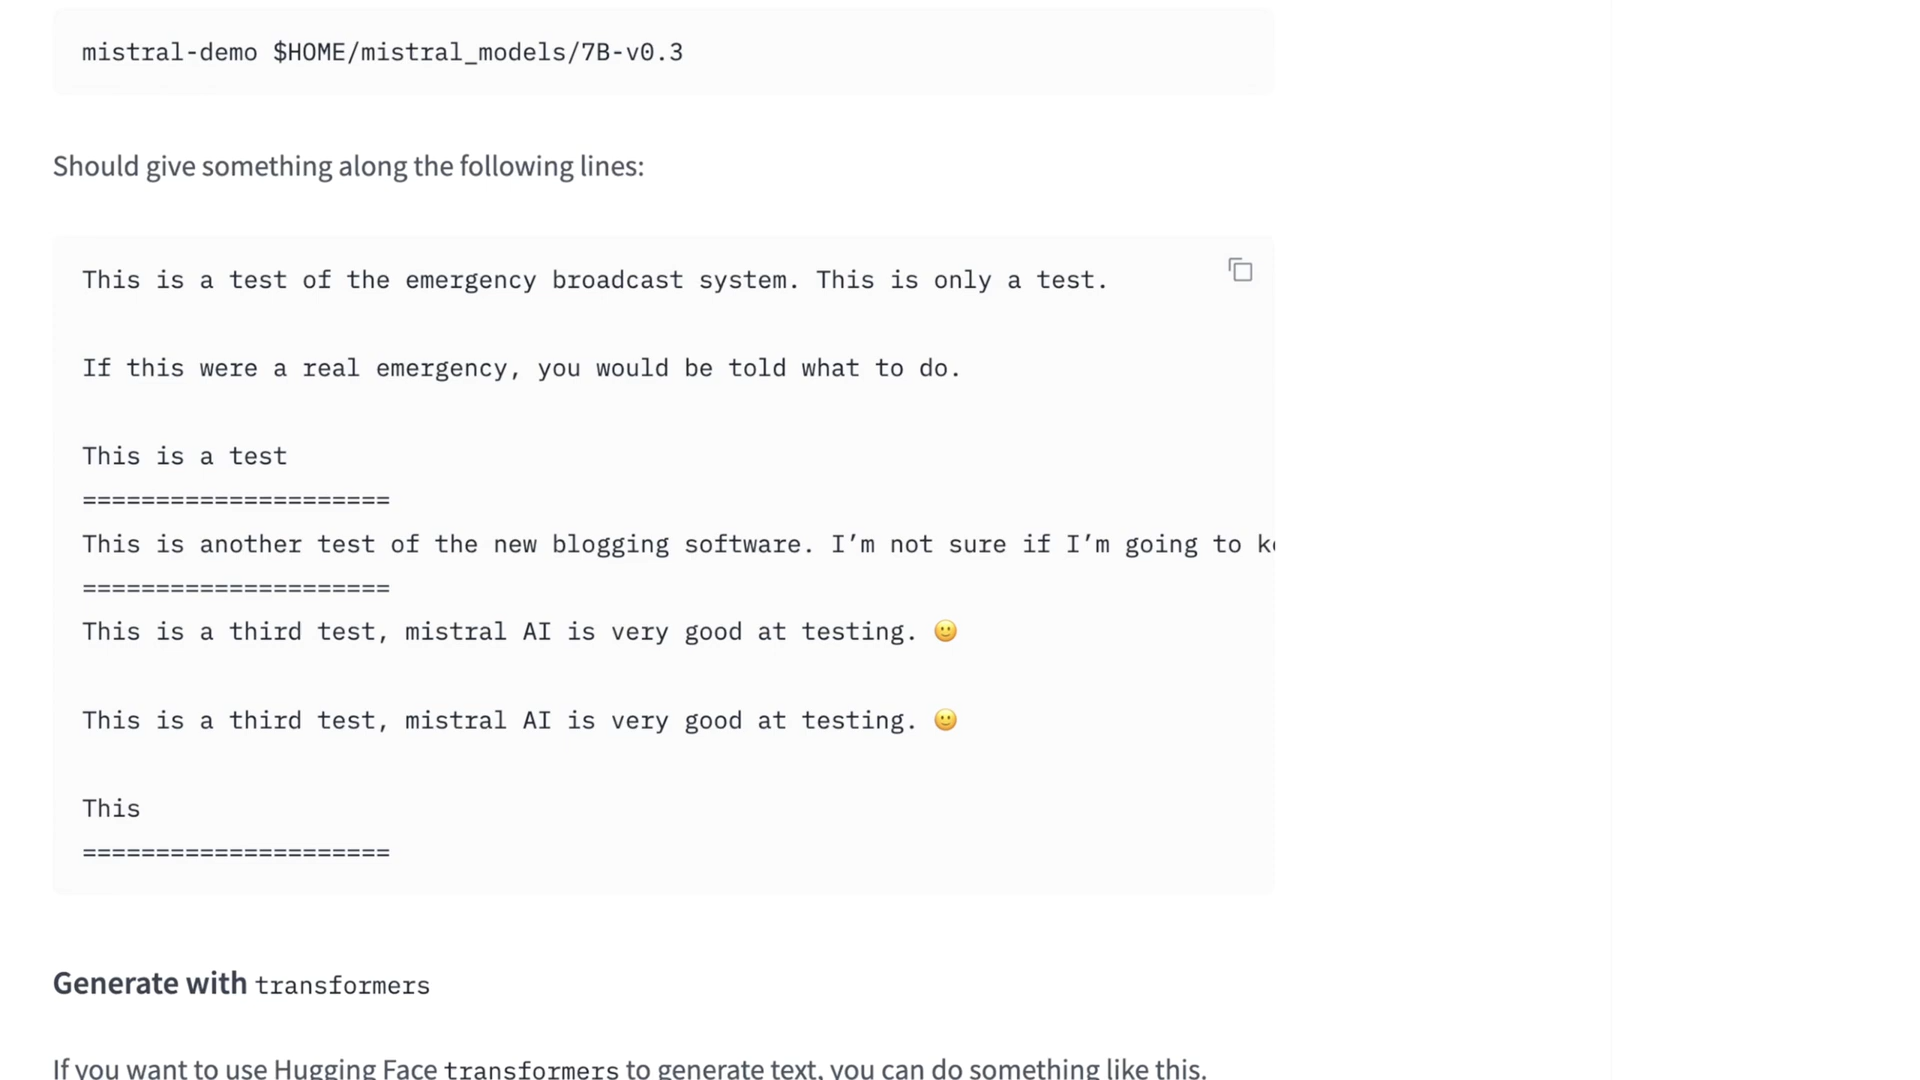 mistral-demo $HOME/mistral_models/7B-v0.3
Should give something along the following lines:
This is a test of the emergency broadcast system. This is only a test.
If this were a real emergency, you would be told what to do.
This is a test
=====================
This is another test of the new blogging software. I’m not sure if I’m going to
=====================
This is a third test, mistral AI is very good at testing. 🙂
This is a third test, mistral AI is very good at testing. 🙂
This
=====================
Generate with transformers
If you want to use Hugging Face transformers to generate text, you can do something like this.